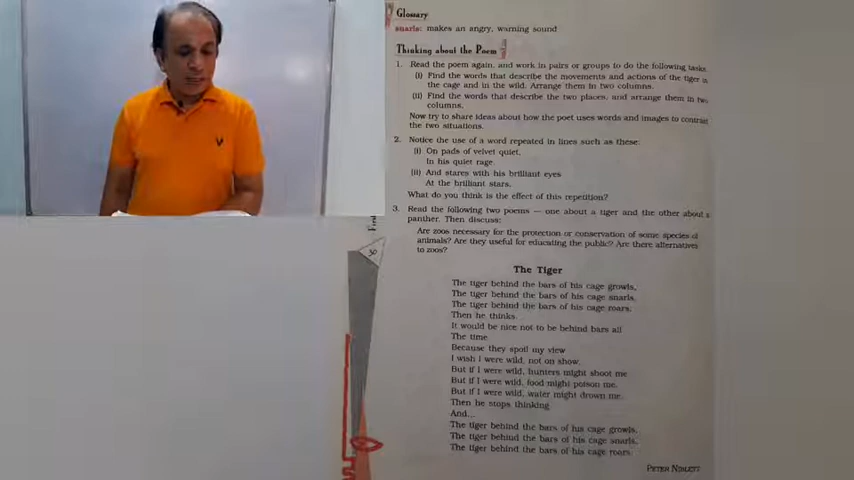 Glossary
snarls: makes an angry, warning sound
Thinking about the Poem
1. Read the poem again, and work in pairs or groups to do the following tasks.
(i) Find the words that describe the movements and actions of the tiger in
the cage and in the wild. Arrange them in two columns.
(ii) Find the words that describe the two places, and arrange them in two
columns.
Now try to share ideas about how the poet uses words and images to contrast
the two situations.
2. Notice the use of a word repeated in lines such as these:
(i) On pads of velvet quiet,
In his quiet rage.
(ii) And stares with his brilliant eyes
At the brilliant stars.
What do you think is the effect of this repetition?
3. Read the following two poems — one about a tiger and the other about a
panther. Then discuss:
Are zoos necessary for the protection or conservation of some species of
animals? Are they useful for educating the public? Are there alternatives
to zoos?
30
The Tiger
The tiger behind the bars of his cage growls,
The tiger behind the bars of his cage snarls,
The tiger behind the bars of his cage roars.
Then he thinks.
It would be nice not to be behind bars all
The time
Because they spoil my view
I wish I were wild, not on show.
But if I were wild, hunters might shoot me,
But if I were wild, food might poison me,
But if I were wild, water might drown me.
Then he stops thinking
And...
The tiger behind the bars of his cage growls,
The tiger behind the bars of his cage snarls,
The tiger behind the bars of his cage roars.
PETER NIBLETT